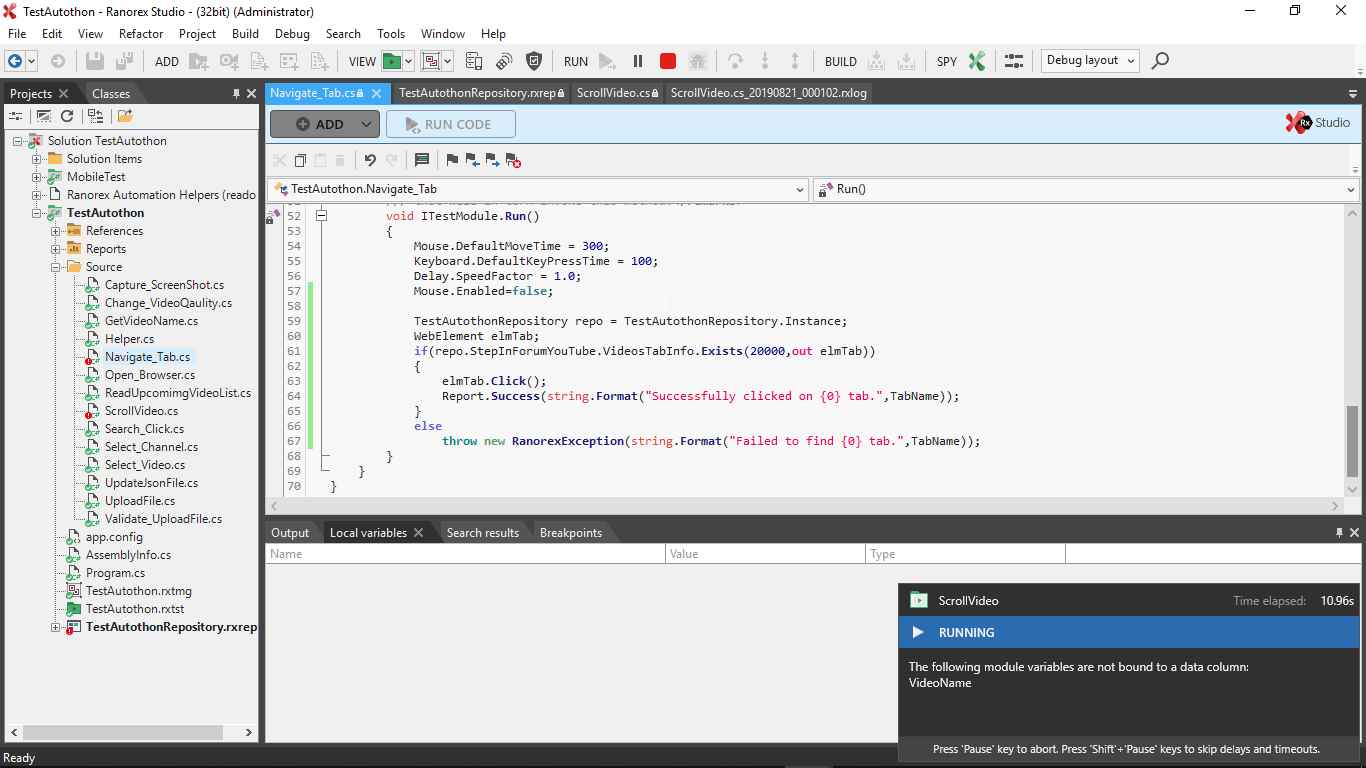 TestAutothon - Ranorex Studio - (32bit) (Administrator)
File Edit View Refactor Project Build Debug Search Tools Window Help
ADD VIEW RUN BUILD SPY Debug layout
Projects Classes
Navigate_Tab.cs TestAutothonRepository.rxrep ScrollVideo.cs ScrollVideo.cs_20190821_000102.rxlog
ADD RUN CODE Rx Studio
TestAutothon.Navigate_Tab Run()
Solution TestAutothon
Solution Items
MobileTest
Ranorex Automation Helpers (reado
TestAutothon
References
Reports
Source
Capture_ScreenShot.cs
Change_VideoQaulity.cs
GetVideoName.cs
Helper.cs
Navigate_Tab.cs
Open_Browser.cs
ReadUpcomimgVideoList.cs
ScrollVideo.cs
Search_Click.cs
Select_Channel.cs
Select_Video.cs
UpdateJsonFile.cs
UploadFile.cs
Validate_UploadFile.cs
app.config
AssemblyInfo.cs
Program.cs
TestAutothon.rxtmg
TestAutothon.rxtst
TestAutothonRepository.rxrep
52 void ITestModule.Run()
53 {
54 Mouse.DefaultMoveTime = 300;
55 Keyboard.DefaultKeyPressTime = 100;
56 Delay.SpeedFactor = 1.0;
57 Mouse.Enabled=false;
58
59 TestAutothonRepository repo = TestAutothonRepository.Instance;
60 WebElement elmTab;
61 if(repo.StepInForumYouTube.VideosTabInfo.Exists(20000,out elmTab))
62 {
63 elmTab.Click();
64 Report.Success(string.Format("Successfully clicked on {0} tab.",TabName));
65 }
66 else
67 throw new RanorexException(string.Format("Failed to find {0} tab.",TabName));
68 }
69 }
70 }
Output Local variables Search results Breakpoints
Name Value Type
ScrollVideo Time elapsed: 10.96s
RUNNING
The following module variables are not bound to a data column:
VideoName
Press 'Pause' key to abort. Press 'Shift'+'Pause' keys to skip delays and timeouts.
Ready